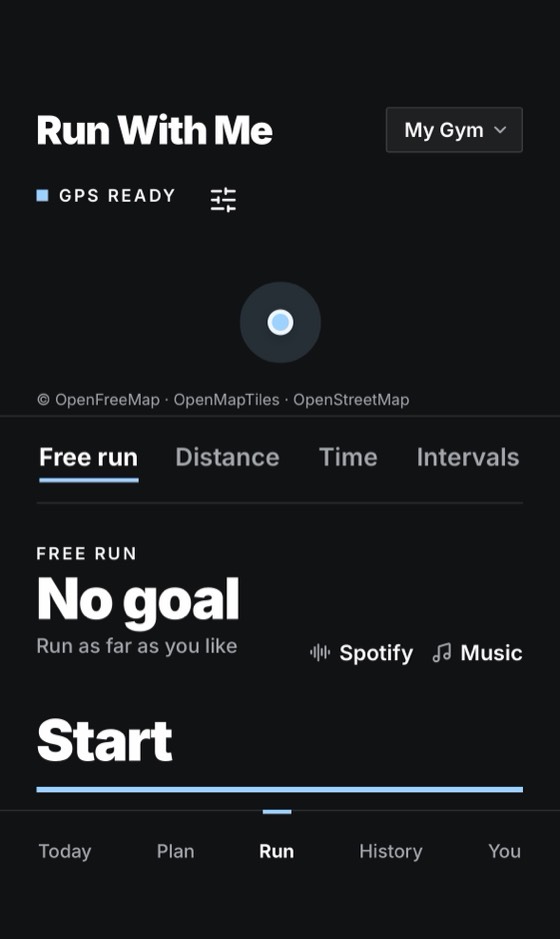 Run With Me
My Gym
GPS READY
© OpenFreeMap · OpenMapTiles · OpenStreetMap
Free run Distance Time Intervals
FREE RUN
No goal
Run as far as you like
Spotify Music
Start
Today Plan Run History You